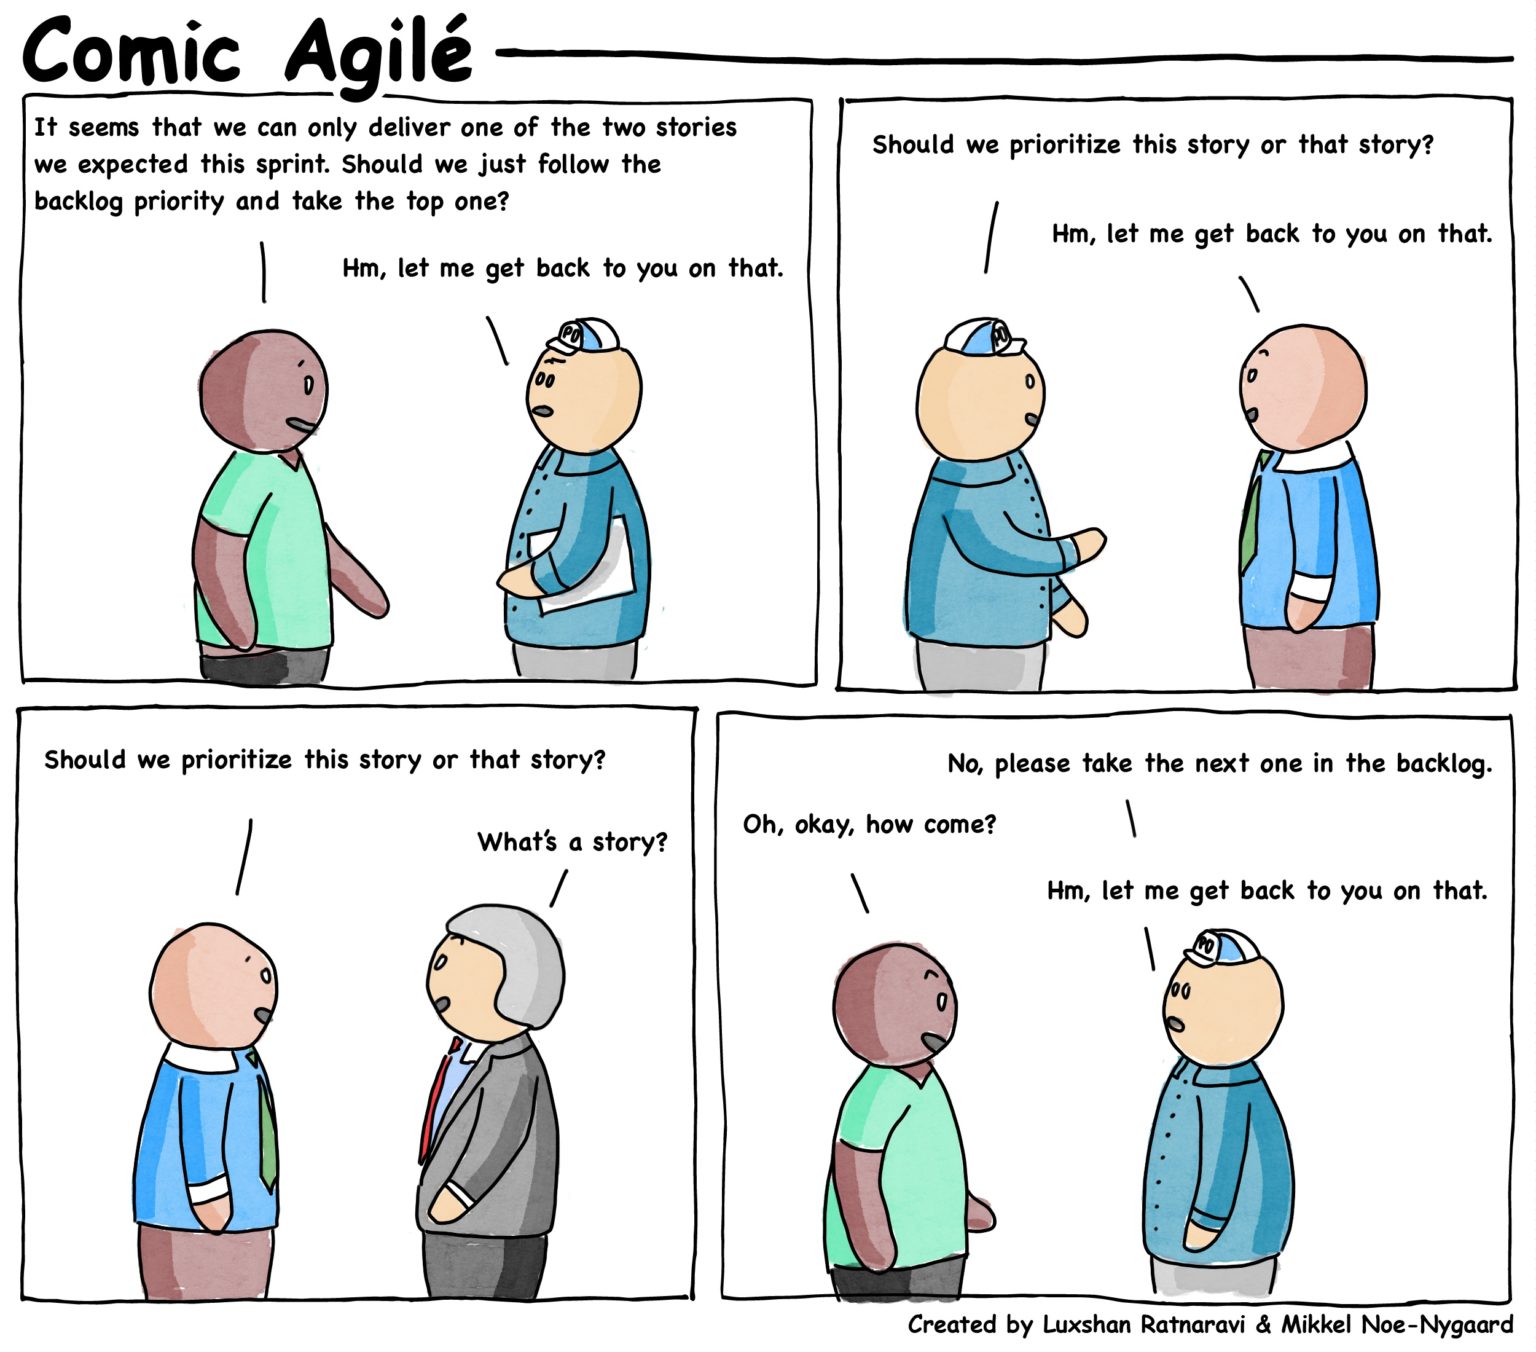 Comic Agilé
It seems that we can only deliver one of the two stories
we expected this sprint. Should we just follow the
backlog priority and take the top one?
Hm, let me get back to you on that.
PO
Should we prioritize this story or that story?
Hm, let me get back to you on that.
PO
Should we prioritize this story or that story?
What's a story?
No, please take the next one in the backlog.
Oh, okay, how come?
Hm, let me get back to you on that.
PO
Created by Luxshan Ratnaravi & Mikkel Noe-Nygaard